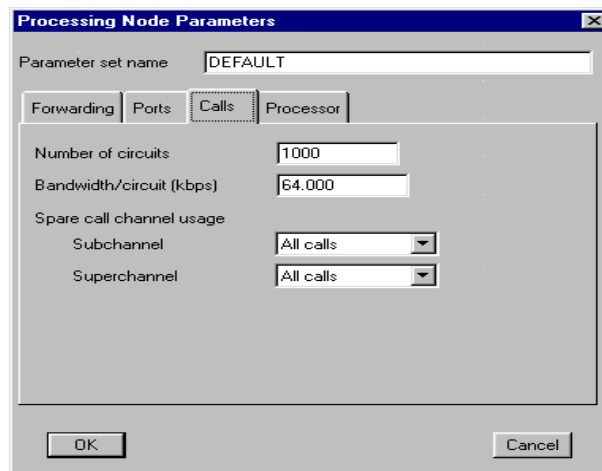 Processing Node Parameters
Parameter set name DEFAULT
Forwarding Ports Calls Processor
Number of circuits 1000
Bandwidth/circuit (kbps) 64.000
Spare call channel usage
Subchannel All calls
Superchannel All calls
OK Cancel